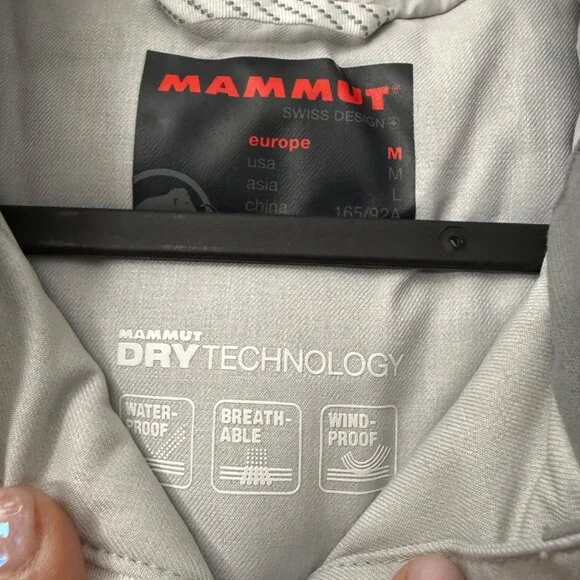 MAMMUT
SWISS DESIGN
europe M
usa M
asia L
china 165/92A
MAMMUT
DRYTECHNOLOGY
WATER-
PROOF
BREATH-
ABLE
WIND-
PROOF